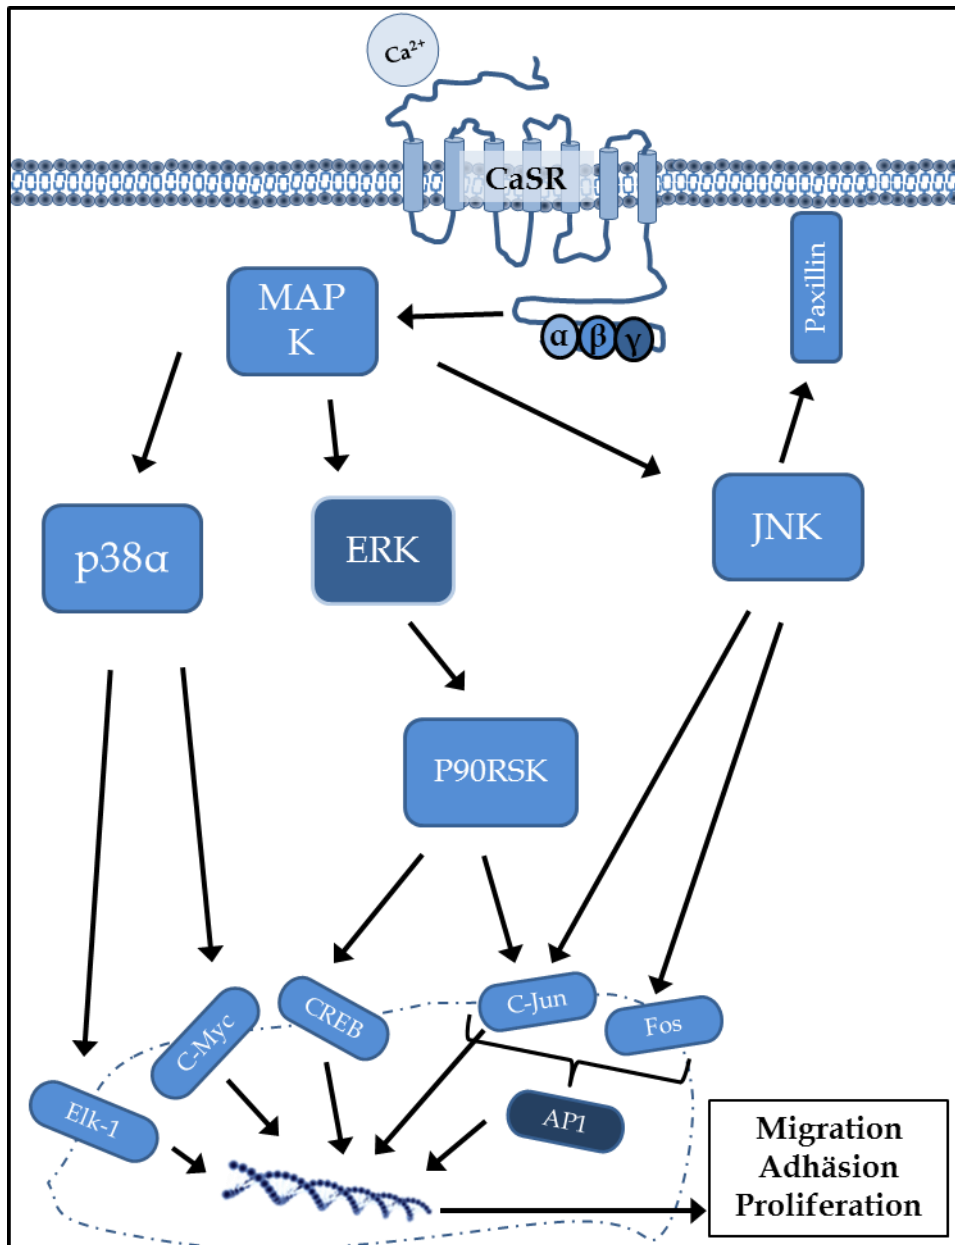 Ca²⁺
CaSR
Paxillin
MAP
K
α β γ
p38α
ERK
JNK
P90RSK
C-Myc
CREB
C-Jun
Fos
Elk-1
AP1
Migration
Adhäsion
Proliferation